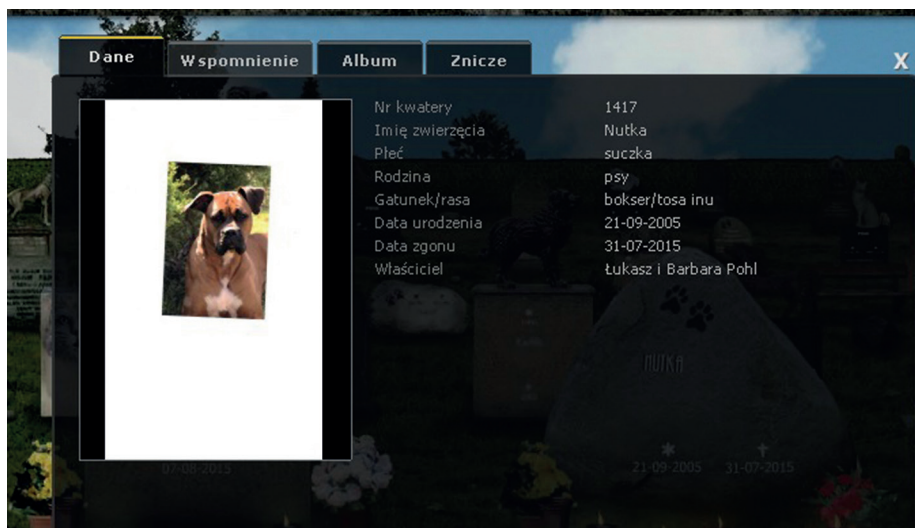 Dane Wspomnienie Album Znicze X
Nr kwatery 1417
Imię zwierzęcia Nutka
Płeć suczka
Rodzina psy
Gatunek/rasa bokser/tosa inu
Data urodzenia 21-09-2005
Data zgonu 31-07-2015
Właściciel Łukasz i Barbara Pohl
NUTKA
07-08-2015 21-09-2005 31-07-2015